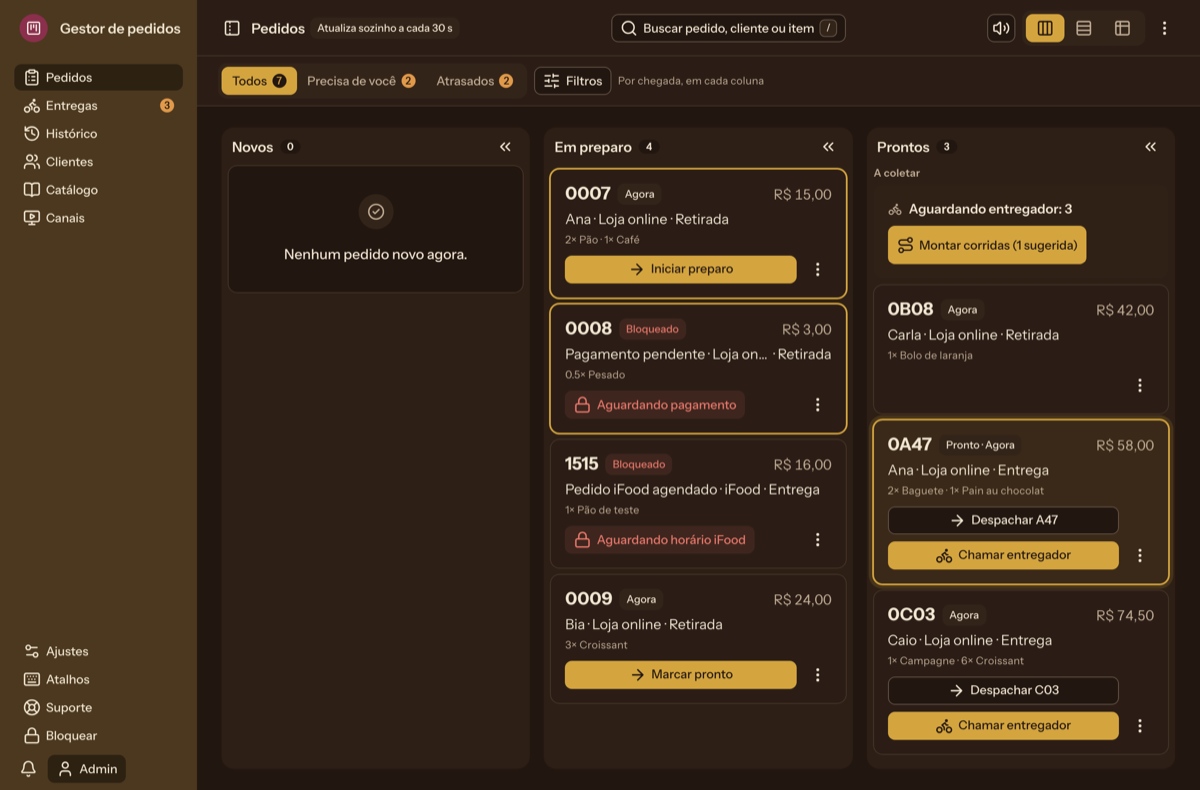 Gestor de pedidos
Pedidos
Entregas 3
Histórico
Clientes
Catálogo
Canais
Ajustes
Atalhos
Suporte
Bloquear
Admin
Pedidos Atualiza sozinho a cada 30 s
Buscar pedido, cliente ou item /
Todos 7 Precisa de você 2 Atrasados 2 Filtros Por chegada, em cada coluna
Novos 0
Nenhum pedido novo agora.
Em preparo 4
0007 Agora R$ 15,00
Ana · Loja online · Retirada
2× Pão · 1× Café
Iniciar preparo
0008 Bloqueado R$ 3,00
Pagamento pendente · Loja on... · Retirada
0.5× Pesado
Aguardando pagamento
1515 Bloqueado R$ 16,00
Pedido iFood agendado · iFood · Entrega
1× Pão de teste
Aguardando horário iFood
0009 Agora R$ 24,00
Bia · Loja online · Retirada
3× Croissant
Marcar pronto
Prontos 3
A coletar
Aguardando entregador: 3
Montar corridas (1 sugerida)
0B08 Agora R$ 42,00
Carla · Loja online · Retirada
1× Bolo de laranja
0A47 Pronto · Agora R$ 58,00
Ana · Loja online · Entrega
2× Baguete · 1× Pain au chocolat
Despachar A47
Chamar entregador
0C03 Agora R$ 74,50
Caio · Loja online · Entrega
1× Campagne · 6× Croissant
Despachar C03
Chamar entregador